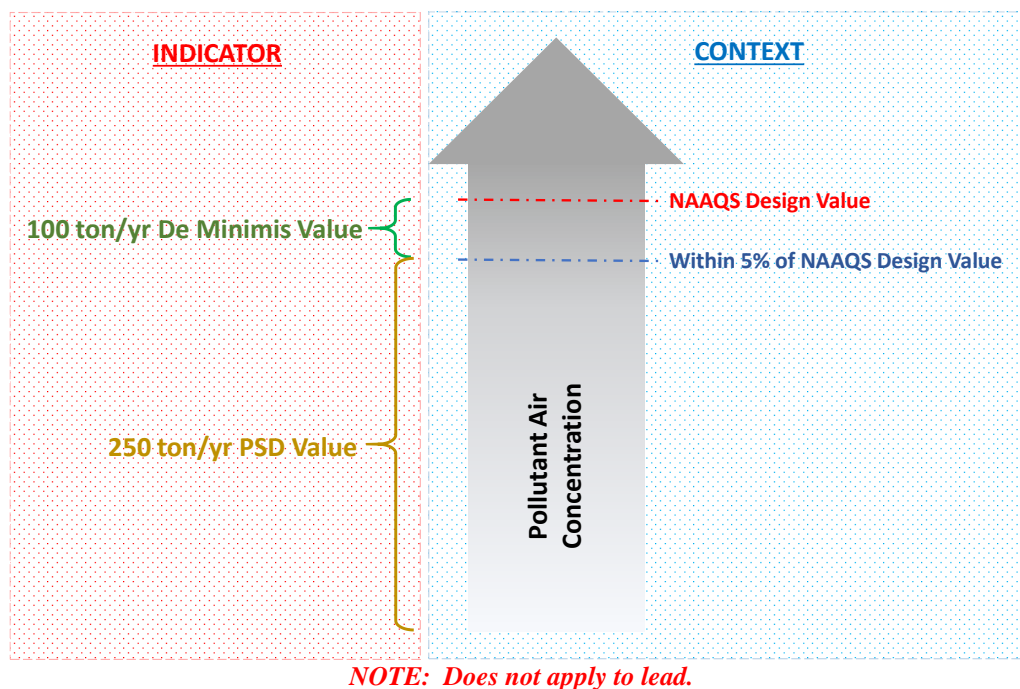 INDICATOR
CONTEXT
NAAQS Design Value
100 ton/yr De Minimis Value
Within 5% of NAAQS Design Value
250 ton/yr PSD Value
Pollutant Air
Concentration
NOTE: Does not apply to lead.